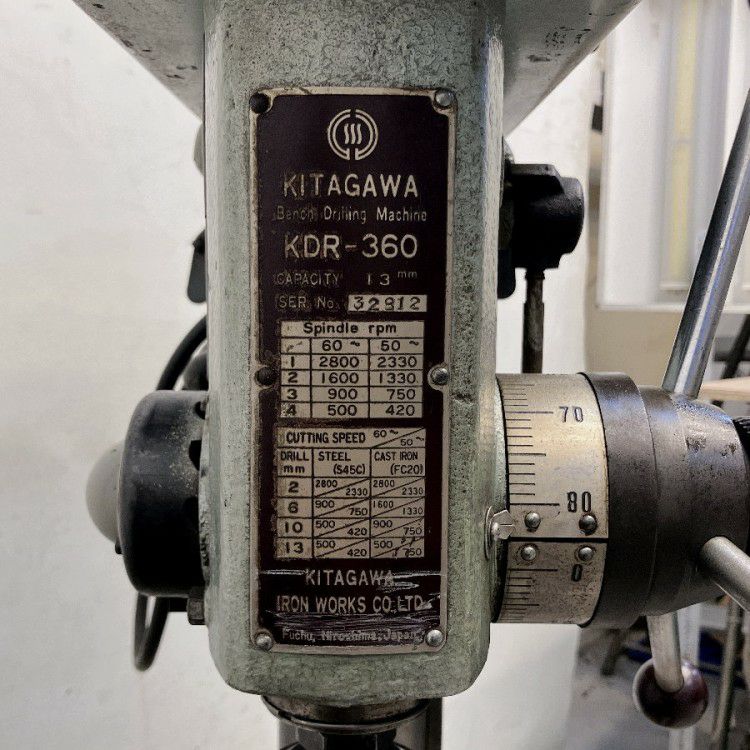 KITAGAWA
Bench Drilling Machine
KDR-360
CAPACITY 13 mm
SER. No. 32912
Spindle rpm
60~ 50~
1 2800 2330
2 1600 1330
3 900 750
4 500 420
CUTTING SPEED 60~ 50~
DRILL mm STEEL (S45C) CAST IRON (FC20)
2 2800 2330 2800 2330
6 900 750 1600 1330
10 500 420 900 750
13 500 420 750
KITAGAWA
IRON WORKS CO. LTD.
Fuchu, Hiroshima, Japan
70
80
0